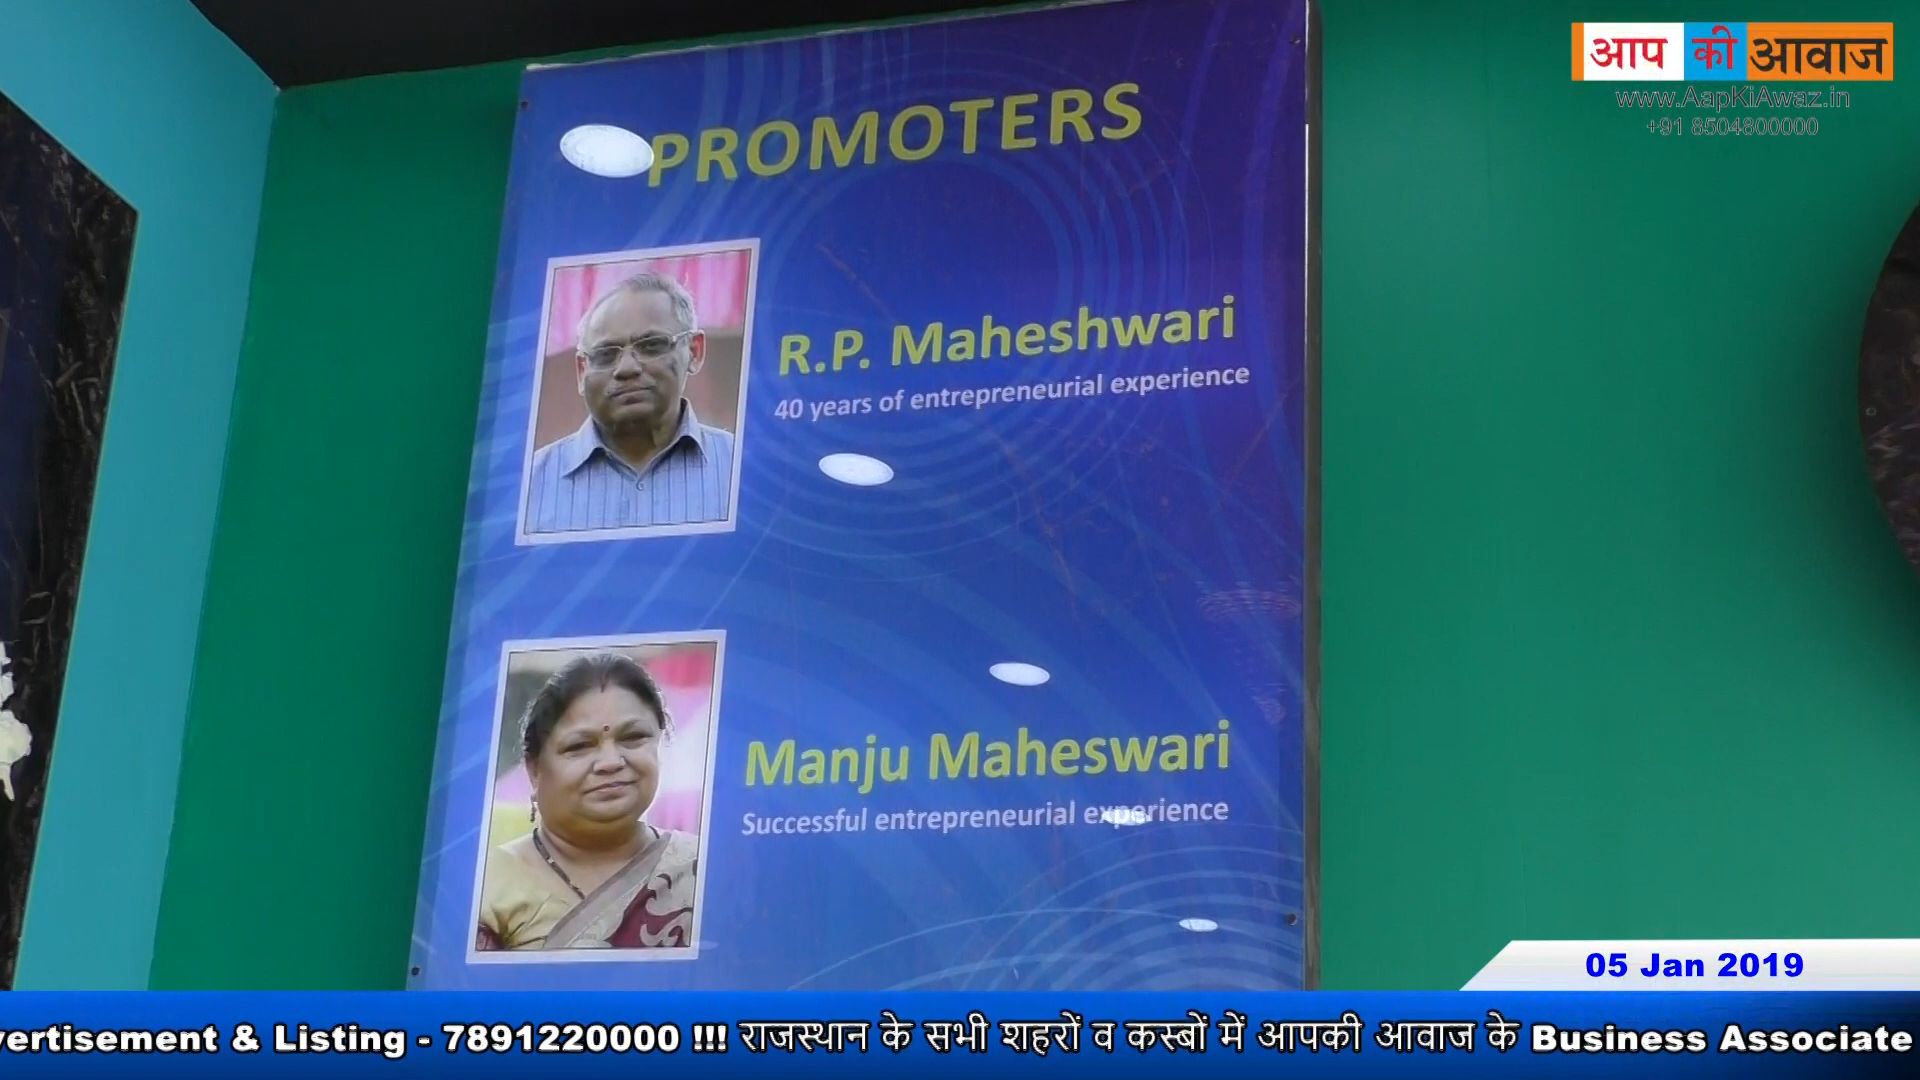 आप की आवाज
www.AapKiAwaz.in
+91 8504800000
PROMOTERS
R.P. Maheshwari
40 years of entrepreneurial experience
Manju Maheswari
Successful entrepreneurial experience
05 Jan 2019
vertisement & Listing - 7891220000 !!! राजस्थान के सभी शहरों व कस्बों में आपकी आवाज के Business Associate